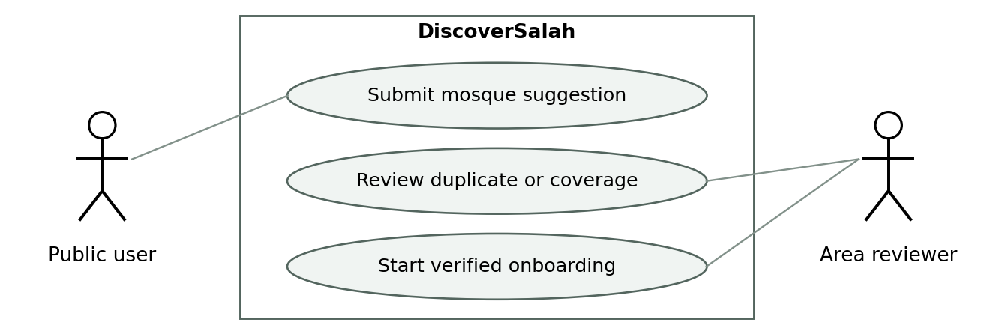 DiscoverSalah
Submit mosque suggestion
Review duplicate or coverage
Start verified onboarding
Public user
Area reviewer